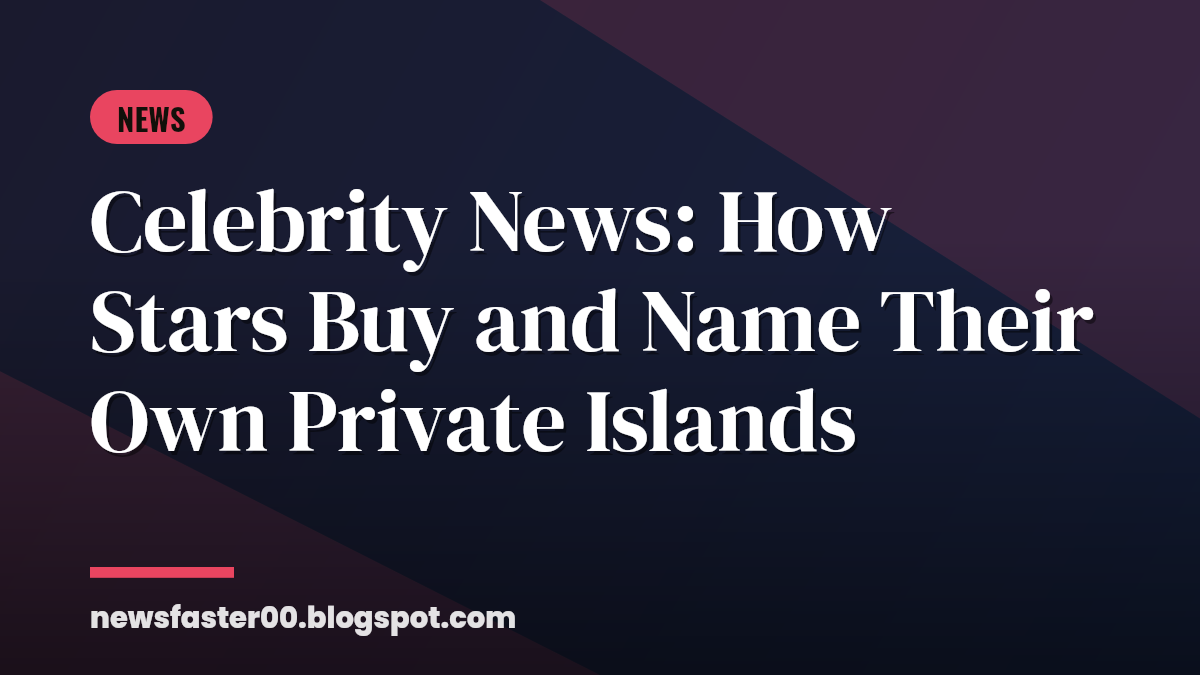 NEWS
Celebrity News: How
Stars Buy and Name Their
Own Private Islands
newsfaster00.blogspot.com